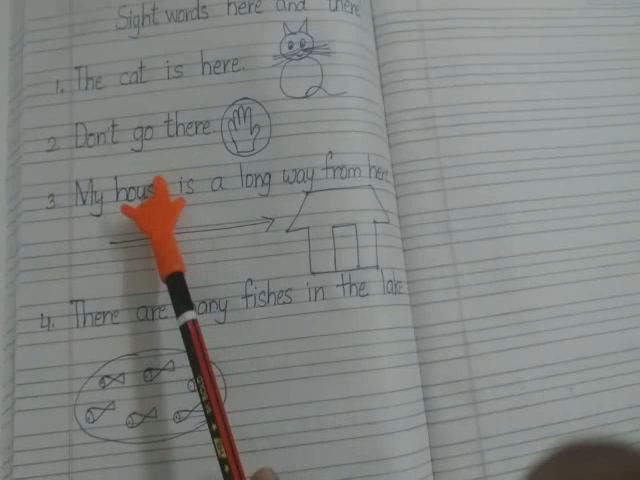 Sight words here and there
1. The cat is here.
2. Don't go there.
3. My hous is a long way from here
4. There are any fishes in the lake